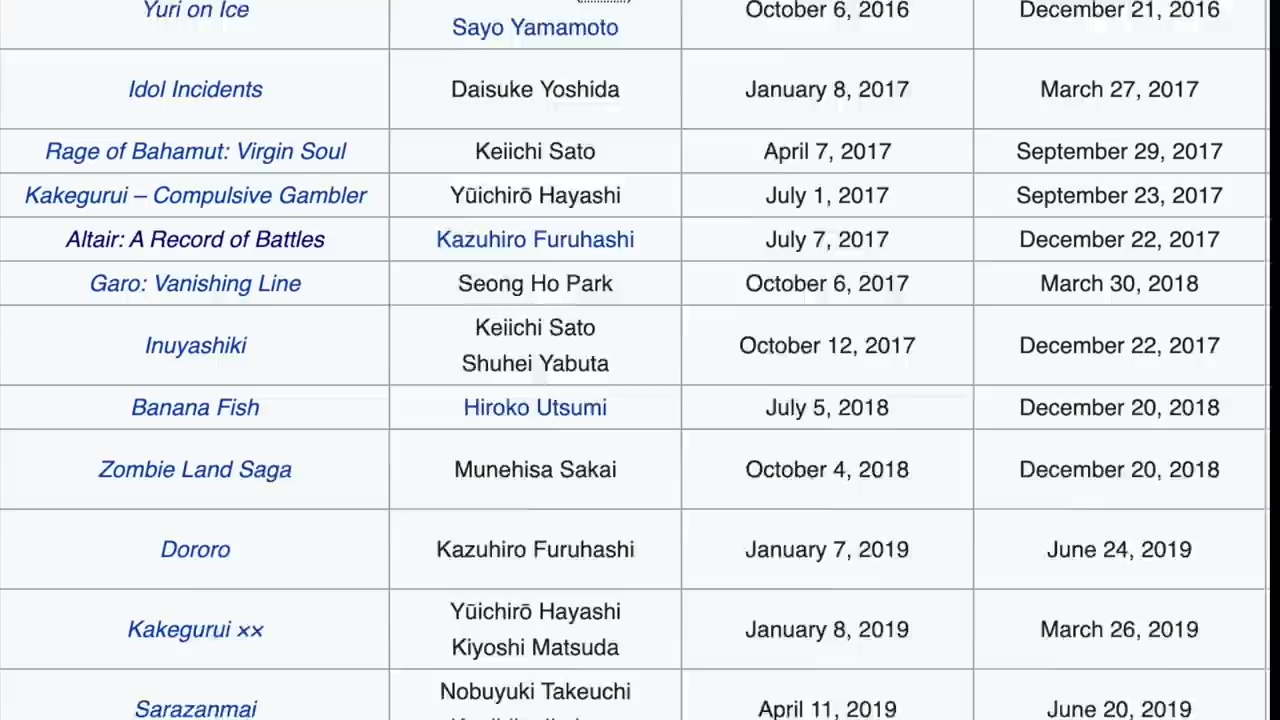 Yuri on Ice
Sayo Yamamoto
October 6, 2016
December 21, 2016
Idol Incidents
Daisuke Yoshida
January 8, 2017
March 27, 2017
Rage of Bahamut: Virgin Soul
Keiichi Sato
April 7, 2017
September 29, 2017
Kakegurui – Compulsive Gambler
Yūichirō Hayashi
July 1, 2017
September 23, 2017
Altair: A Record of Battles
Kazuhiro Furuhashi
July 7, 2017
December 22, 2017
Garo: Vanishing Line
Seong Ho Park
October 6, 2017
March 30, 2018
Inuyashiki
Keiichi Sato
Shuhei Yabuta
October 12, 2017
December 22, 2017
Banana Fish
Hiroko Utsumi
July 5, 2018
December 20, 2018
Zombie Land Saga
Munehisa Sakai
October 4, 2018
December 20, 2018
Dororo
Kazuhiro Furuhashi
January 7, 2019
June 24, 2019
Kakegurui ××
Yūichirō Hayashi
Kiyoshi Matsuda
January 8, 2019
March 26, 2019
Sarazanmai
Nobuyuki Takeuchi
April 11, 2019
June 20, 2019